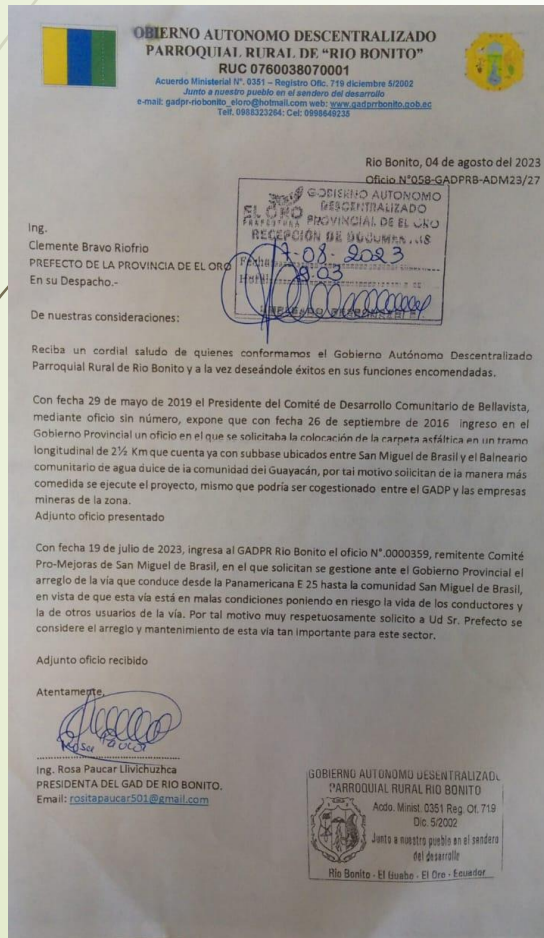 OBIERNO AUTONOMO DESCENTRALIZADO
PARROQUIAL RURAL DE "RIO BONITO"
RUC 0760038070001
Acuerdo Ministerial Nº. 0351 – Registro Ofic. 719 diciembre 5/2002
Junto a nuestro pueblo en el sendero del desarrollo
e-mail: gadpr-riobonito_eloro@hotmail.com web: www.gadprrbonito.gob.ec
Telf. 0988323264; Cel: 0998649235
Rio Bonito, 04 de agosto del 2023
Oficio N°058-GADPRB-ADM23/27
GOBIERNO AUTONOMO
DESCENTRALIZADO
EL ORO PROVINCIAL DE EL ORO
PREFECTURA
RECEPCIÓN DE DOCUMENTOS
Fecha: 7-08-2023
Hora:
Ing.
Clemente Bravo Riofrio
PREFECTO DE LA PROVINCIA DE EL ORO
En su Despacho.-
De nuestras consideraciones:
Reciba un cordial saludo de quienes conformamos el Gobierno Autónomo Descentralizado
Parroquial Rural de Rio Bonito y a la vez deseándole éxitos en sus funciones encomendadas.
Con fecha 29 de mayo de 2019 el Presidente del Comité de Desarrollo Comunitario de Bellavista,
mediante oficio sin número, expone que con fecha 26 de septiembre de 2016 ingreso en el
Gobierno Provincial un oficio en el que se solicitaba la colocación de la carpeta asfáltica en un tramo
longitudinal de 2½ Km que cuenta ya con subbase ubicados entre San Miguel de Brasil y el Balneario
comunitario de agua dulce de la comunidad del Guayacán, por tal motivo solicitan de la manera más
comedida se ejecute el proyecto, mismo que podría ser cogestionado entre el GADP y las empresas
mineras de la zona.
Adjunto oficio presentado
Con fecha 19 de julio de 2023, ingresa al GADPR Rio Bonito el oficio N°.0000359, remitente Comité
Pro-Mejoras de San Miguel de Brasil, en el que solicitan se gestione ante el Gobierno Provincial el
arreglo de la vía que conduce desde la Panamericana E 25 hasta la comunidad San Miguel de Brasil,
en vista de que esta vía está en malas condiciones poniendo en riesgo la vida de los conductores y
la de otros usuarios de la vía. Por tal motivo muy respetuosamente solicito a Ud Sr. Prefecto se
considere el arreglo y mantenimiento de esta vía tan importante para este sector.
Adjunto oficio recibido
Atentamente,
Rosa Paucar
Ing. Rosa Paucar Llivichuzhca
PRESIDENTA DEL GAD DE RIO BONITO.
Email: rositapaucar501@gmail.com
GOBIERNO AUTONOMO DESENTRALIZADO
PARROQUIAL RURAL RIO BONITO
Acdo. Minist. 0351 Reg. Of. 719
Dic. 5/2002
Junto a nuestro pueblo en el sendero
del desarrollo
Rio Bonito - El Guabo - El Oro - Ecuador